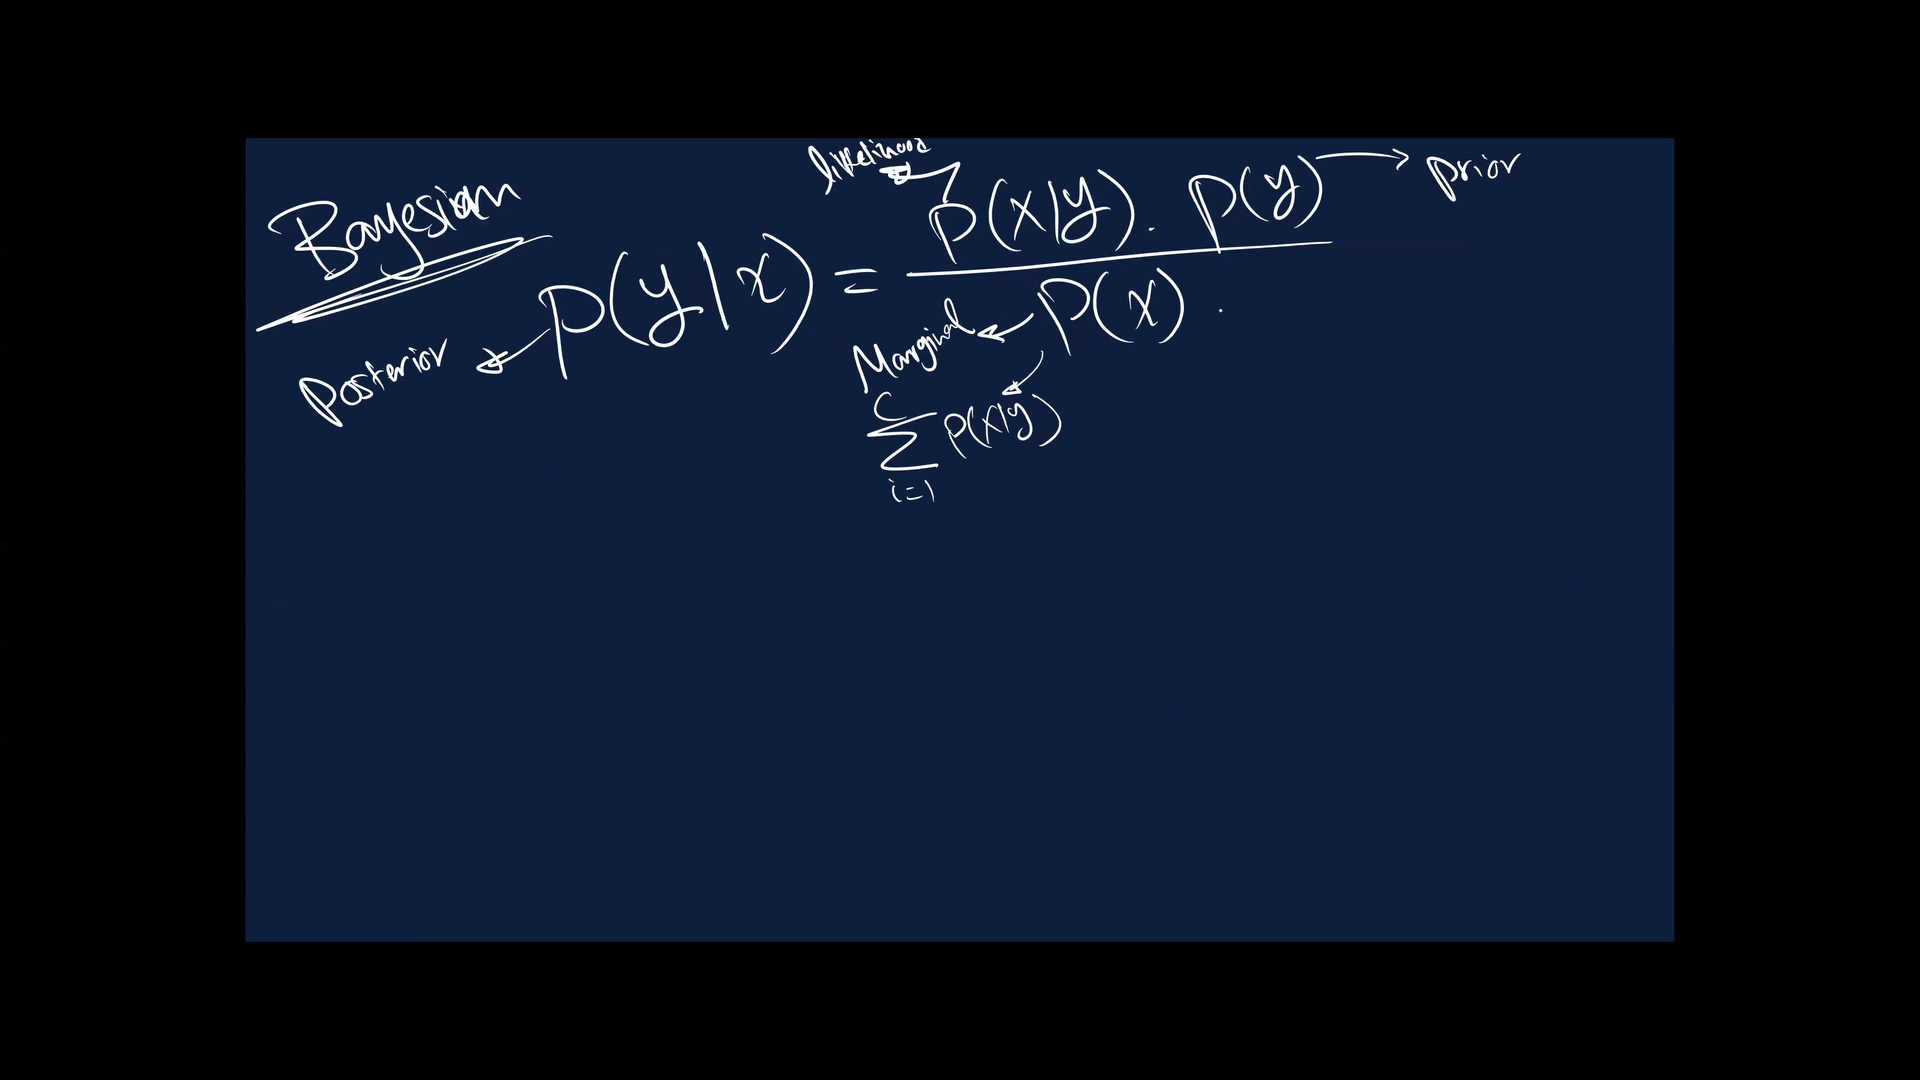 Bayesian
likelihood
P(x|y) . P(y) → prior
P(y|x) =
P(x) .
Marginal
Posterior
C
∑ P(x|y)
i=1